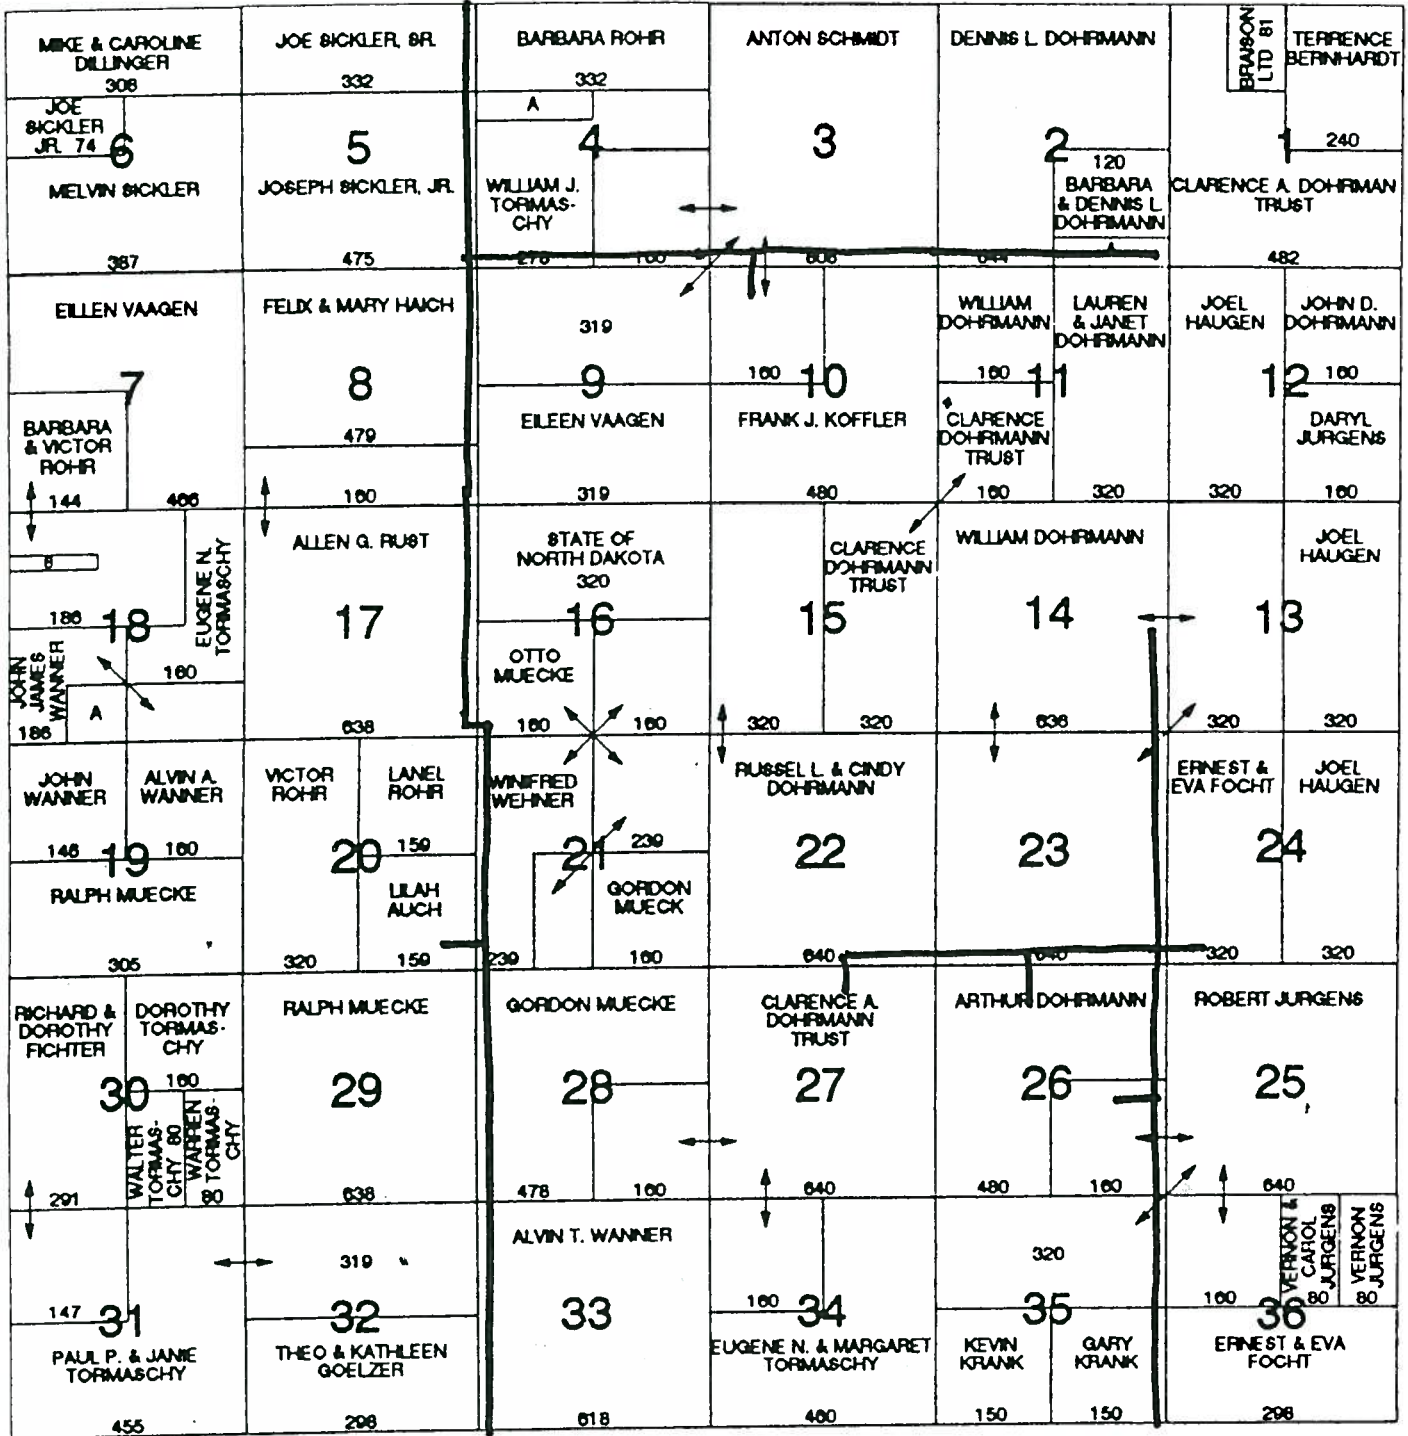 MIKE & CAROLINE
DILLINGER
308
JOE SICKLER, SR.
332
BARBARA ROHR
332
ANTON SCHMIDT
DENNIS L. DOHRMANN
BRAISON
LTD 81
TERRENCE
BERNHARDT
JOE
SICKLER
JR. 74
6
5
A
4
3
2
1
240
MELVIN SICKLER
JOSEPH SICKLER, JR.
WILLIAM J.
TORMAS-
CHY
120
BARBARA
& DENNIS L.
DOHRMANN
CLARENCE A. DOHRMAN
TRUST
A
387
475
276
160
608
644
482
EILLEN VAAGEN
FELIX & MARY HAICH
319
WILLIAM
DOHRMANN
LAUREN
& JANET
DOHRMANN
JOEL
HAUGEN
JOHN D.
DOHRMANN
7
8
9
160
10
160
11
12
160
BARBARA
& VICTOR
ROHR
479
EILEEN VAAGEN
FRANK J. KOFFLER
CLARENCE
DOHRMANN
TRUST
DARYL
JURGENS
144
466
160
319
480
160
320
320
160
EUGENE N.
TORMASCHY
ALLEN G. RUST
STATE OF
NORTH DAKOTA
320
CLARENCE
DOHRMANN
TRUST
WILLIAM DOHRMANN
JOEL
HAUGEN
B
186
18
17
16
15
14
13
JOHN
JAMES
WANNER
160
OTTO
MUECKE
A
186
638
160
160
320
320
636
320
320
JOHN
WANNER
ALVIN A.
WANNER
VICTOR
ROHR
LANEL
ROHR
WINIFRED
WEHNER
RUSSEL L. & CINDY
DOHRMANN
ERNEST &
EVA FOCHT
JOEL
HAUGEN
146
19
160
20
159
21
239
22
23
24
RALPH MUECKE
LILAH
AUCH
GORDON
MUECK
305
320
159
239
160
640
640
320
320
RICHARD &
DOROTHY
FICHTER
DOROTHY
TORMAS-
CHY
RALPH MUECKE
GORDON MUECKE
CLARENCE A.
DOHRMANN
TRUST
ARTHUR DOHRMANN
ROBERT JURGENS
30
160
29
28
27
26
25
WALTER
TORMAS-
CHY 80
WARREN
TORMAS-
CHY
80
291
638
478
160
640
480
160
640
319
ALVIN T. WANNER
320
VERNON &
CAROL
JURGENS
80
VERNON
JURGENS
80
147
31
32
33
160
34
35
160
36
PAUL P. & JANIE
TORMASCHY
THEO & KATHLEEN
GOELZER
EUGENE N. & MARGARET
TORMASCHY
KEVIN
KRANK
GARY
KRANK
ERNEST & EVA
FOCHT
455
298
618
460
150
150
298